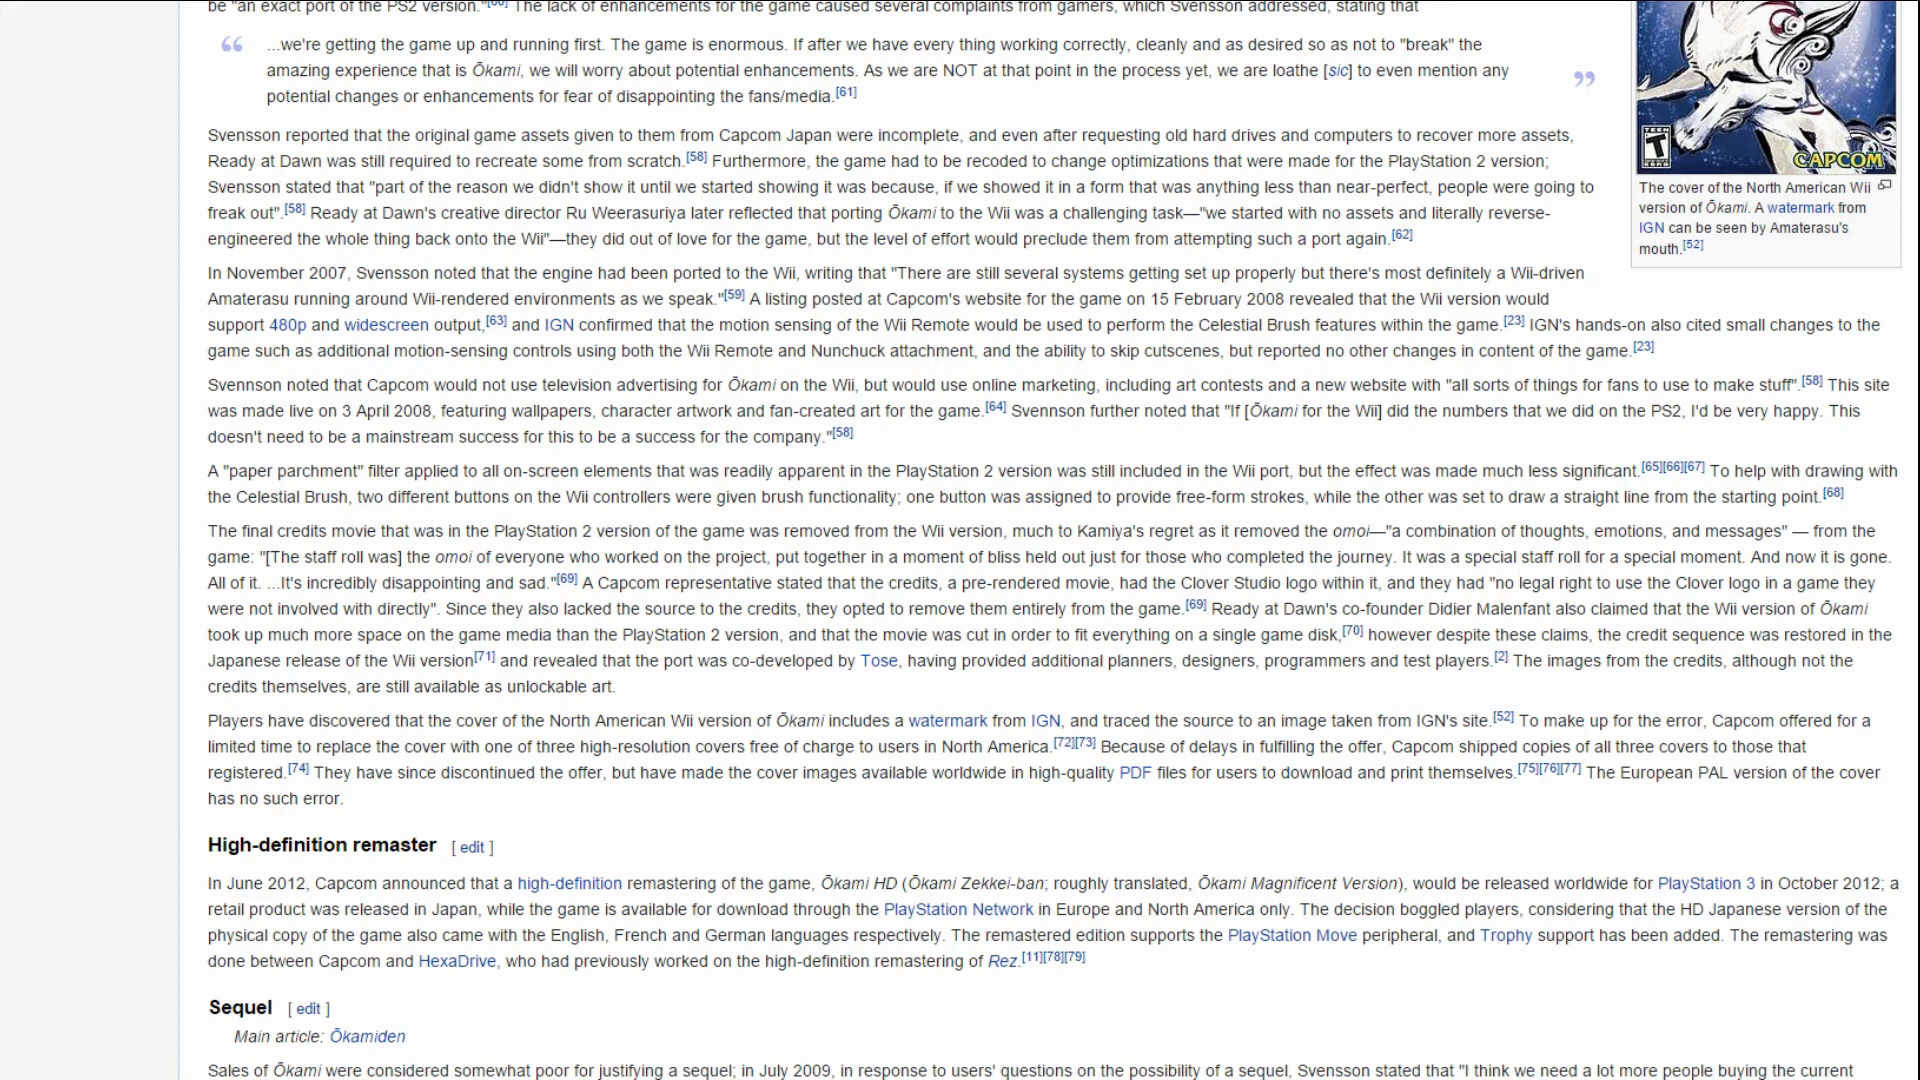 be "an exact port of the PS2 version."[60] The lack of enhancements for the game caused several complaints from gamers, which Svensson addressed, stating that
“ ...we're getting the game up and running first. The game is enormous. If after we have every thing working correctly, cleanly and as desired so as not to "break" the
amazing experience that is Ōkami, we will worry about potential enhancements. As we are NOT at that point in the process yet, we are loathe [sic] to even mention any ”
potential changes or enhancements for fear of disappointing the fans/media.[61]
Svensson reported that the original game assets given to them from Capcom Japan were incomplete, and even after requesting old hard drives and computers to recover more assets,
Ready at Dawn was still required to recreate some from scratch.[58] Furthermore, the game had to be recoded to change optimizations that were made for the PlayStation 2 version;
Svensson stated that "part of the reason we didn't show it until we started showing it was because, if we showed it in a form that was anything less than near-perfect, people were going to
freak out".[58] Ready at Dawn's creative director Ru Weerasuriya later reflected that porting Ōkami to the Wii was a challenging task—"we started with no assets and literally reverse-
engineered the whole thing back onto the Wii"—they did out of love for the game, but the level of effort would preclude them from attempting such a port again.[62]
TEEN
T
CAPCOM
The cover of the North American Wii
version of Ōkami. A watermark from
IGN can be seen by Amaterasu's
mouth.[52]
In November 2007, Svensson noted that the engine had been ported to the Wii, writing that "There are still several systems getting set up properly but there's most definitely a Wii-driven
Amaterasu running around Wii-rendered environments as we speak."[59] A listing posted at Capcom's website for the game on 15 February 2008 revealed that the Wii version would
support 480p and widescreen output,[63] and IGN confirmed that the motion sensing of the Wii Remote would be used to perform the Celestial Brush features within the game.[23] IGN's hands-on also cited small changes to the
game such as additional motion-sensing controls using both the Wii Remote and Nunchuck attachment, and the ability to skip cutscenes, but reported no other changes in content of the game.[23]
Svennson noted that Capcom would not use television advertising for Ōkami on the Wii, but would use online marketing, including art contests and a new website with "all sorts of things for fans to use to make stuff".[58] This site
was made live on 3 April 2008, featuring wallpapers, character artwork and fan-created art for the game.[64] Svennson further noted that "If [Ōkami for the Wii] did the numbers that we did on the PS2, I'd be very happy. This
doesn't need to be a mainstream success for this to be a success for the company."[58]
A "paper parchment" filter applied to all on-screen elements that was readily apparent in the PlayStation 2 version was still included in the Wii port, but the effect was made much less significant.[65][66][67] To help with drawing with
the Celestial Brush, two different buttons on the Wii controllers were given brush functionality; one button was assigned to provide free-form strokes, while the other was set to draw a straight line from the starting point.[68]
The final credits movie that was in the PlayStation 2 version of the game was removed from the Wii version, much to Kamiya's regret as it removed the omoi—"a combination of thoughts, emotions, and messages" — from the
game: "[The staff roll was] the omoi of everyone who worked on the project, put together in a moment of bliss held out just for those who completed the journey. It was a special staff roll for a special moment. And now it is gone.
All of it. ...It's incredibly disappointing and sad."[69] A Capcom representative stated that the credits, a pre-rendered movie, had the Clover Studio logo within it, and they had "no legal right to use the Clover logo in a game they
were not involved with directly". Since they also lacked the source to the credits, they opted to remove them entirely from the game.[69] Ready at Dawn's co-founder Didier Malenfant also claimed that the Wii version of Ōkami
took up much more space on the game media than the PlayStation 2 version, and that the movie was cut in order to fit everything on a single game disk,[70] however despite these claims, the credit sequence was restored in the
Japanese release of the Wii version[71] and revealed that the port was co-developed by Tose, having provided additional planners, designers, programmers and test players.[2] The images from the credits, although not the
credits themselves, are still available as unlockable art.
Players have discovered that the cover of the North American Wii version of Ōkami includes a watermark from IGN, and traced the source to an image taken from IGN's site.[52] To make up for the error, Capcom offered for a
limited time to replace the cover with one of three high-resolution covers free of charge to users in North America.[72][73] Because of delays in fulfilling the offer, Capcom shipped copies of all three covers to those that
registered.[74] They have since discontinued the offer, but have made the cover images available worldwide in high-quality PDF files for users to download and print themselves.[75][76][77] The European PAL version of the cover
has no such error.
High-definition remaster [ edit ]
In June 2012, Capcom announced that a high-definition remastering of the game, Ōkami HD (Ōkami Zekkei-ban; roughly translated, Ōkami Magnificent Version), would be released worldwide for PlayStation 3 in October 2012; a
retail product was released in Japan, while the game is available for download through the PlayStation Network in Europe and North America only. The decision boggled players, considering that the HD Japanese version of the
physical copy of the game also came with the English, French and German languages respectively. The remastered edition supports the PlayStation Move peripheral, and Trophy support has been added. The remastering was
done between Capcom and HexaDrive, who had previously worked on the high-definition remastering of Rez.[11][78][79]
Sequel [ edit ]
Main article: Ōkamiden
Sales of Ōkami were considered somewhat poor for justifying a sequel; in July 2009, in response to users' questions on the possibility of a sequel, Svensson stated that "I think we need a lot more people buying the current